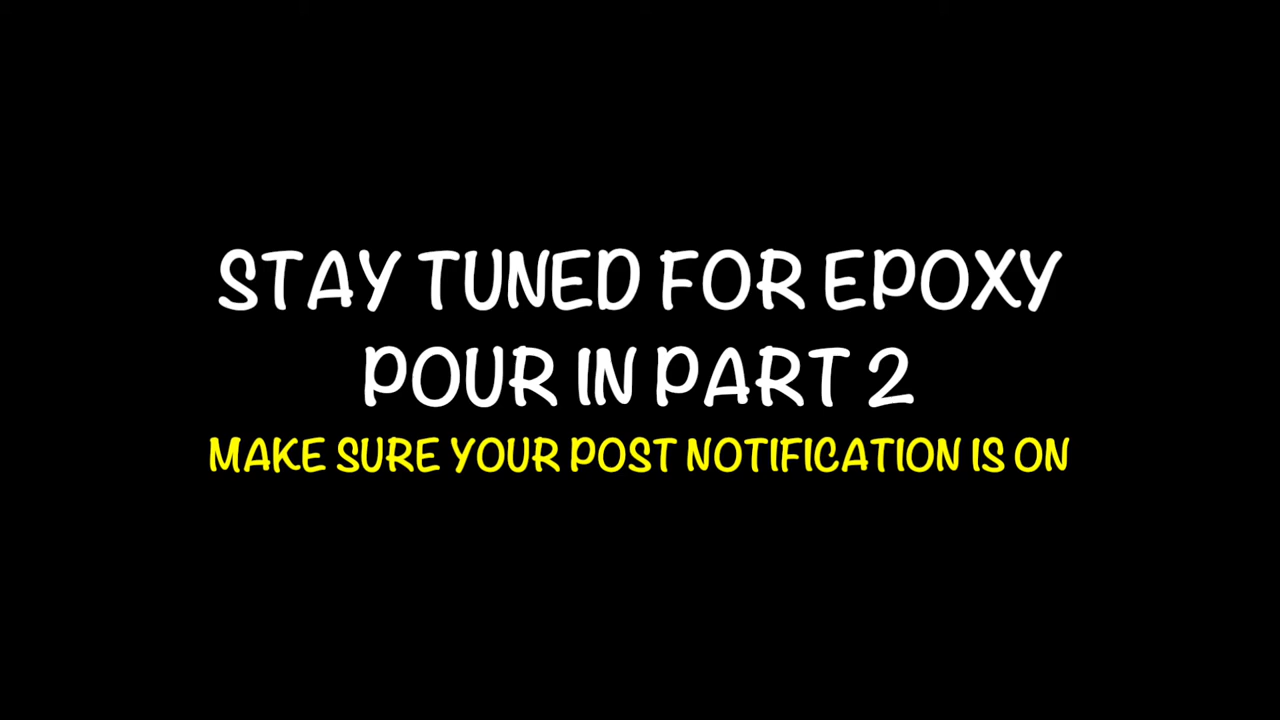 STAY TUNED FOR EPOXY
POUR IN PART 2
MAKE SURE YOUR POST NOTIFICATION IS ON